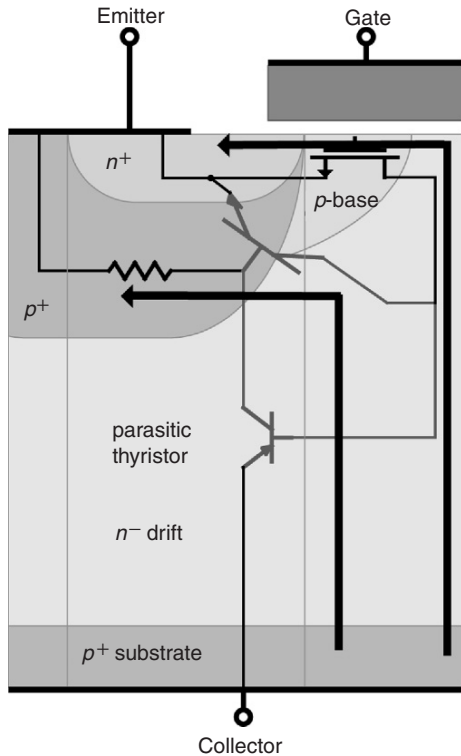 Emitter
Gate
n+
p-base
p+
parasitic
thyristor
n− drift
p+ substrate
Collector